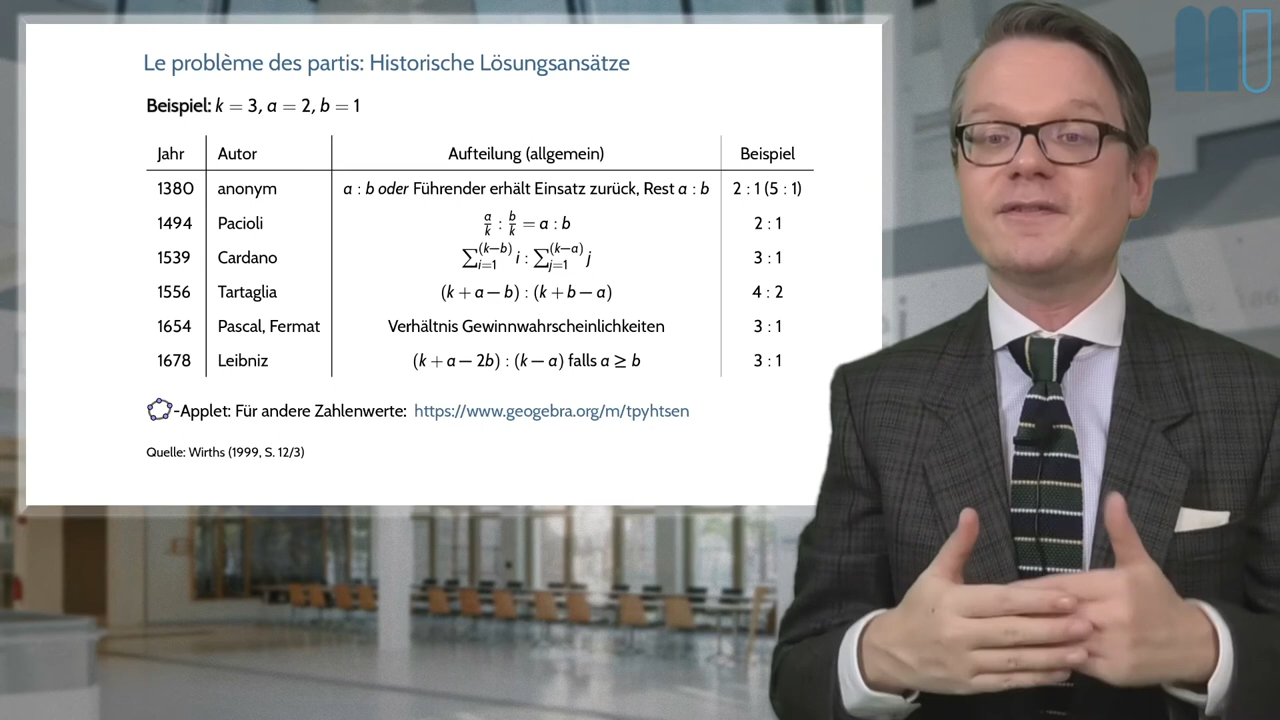 Le problème des partis: Historische Lösungsansätze
Beispiel: k = 3, a = 2, b = 1
Jahr Autor Aufteilung (allgemein) Beispiel
1380 anonym a : b oder Führender erhält Einsatz zurück, Rest a : b 2 : 1 (5 : 1)
1494 Pacioli a/k : b/k = a : b 2 : 1
1539 Cardano ∑_{i=1}^{(k−b)} i : ∑_{j=1}^{(k−a)} j 3 : 1
1556 Tartaglia (k + a − b) : (k + b − a) 4 : 2
1654 Pascal, Fermat Verhältnis Gewinnwahrscheinlichkeiten 3 : 1
1678 Leibniz (k + a − 2b) : (k − a) falls a ≥ b 3 : 1
-Applet: Für andere Zahlenwerte: https://www.geogebra.org/m/tpyhtsen
Quelle: Wirths (1999, S. 12/3)